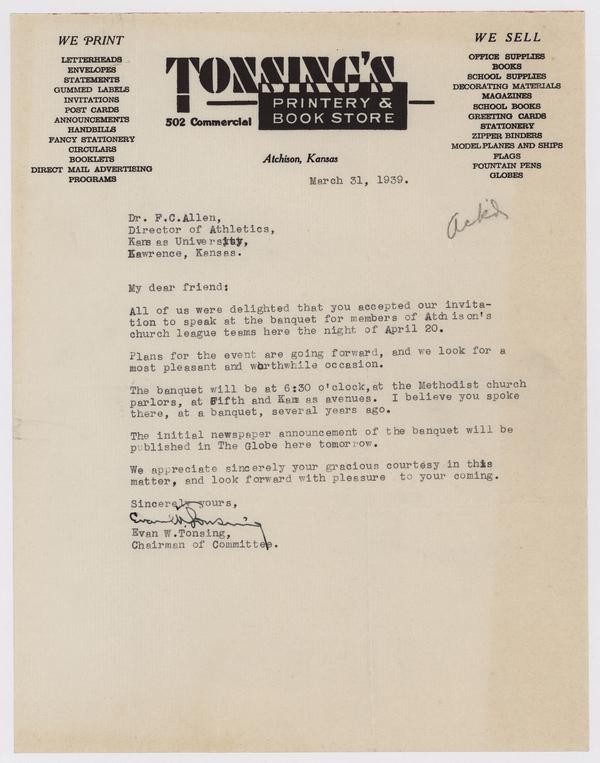 WE PRINT
LETTERHEADS
ENVELOPES
STATEMENTS
GUMMED LABELS
INVITATIONS
POST CARDS
ANNOUNCEMENTS
HANDBILLS
FANCY STATIONERY
CIRCULARS
BOOKLETS
DIRECT MAIL ADVERTISING
PROGRAMS
TONSING'S
PRINTERY &
BOOK STORE
502 Commercial
Atchison, Kansas
WE SELL
OFFICE SUPPLIES
BOOKS
SCHOOL SUPPLIES
DECORATING MATERIALS
MAGAZINES
SCHOOL BOOKS
GREETING CARDS
STATIONERY
ZIPPER BINDERS
MODEL PLANES AND SHIPS
FLAGS
FOUNTAIN PENS
GLOBES
March 31, 1939.
Ack'd
Dr. F.C.Allen,
Director of Athletics,
Kansas University,
Lawrence, Kansas.
My dear friend:
All of us were delighted that you accepted our invita-
tion to speak at the banquet for members of Atchison's
church league teams here the night of April 20.
Plans for the event are going forward, and we look for a
most pleasant and worthwhile occasion.
The banquet will be at 6:30 o'clock,at the Methodist church
parlors, at Fifth and Kansas avenues. I believe you spoke
there, at a banquet, several years ago.
The initial newspaper announcement of the banquet will be
published in The Globe here tomorrow.
We appreciate sincerely your gracious courtesy in this
matter, and look forward with pleasure to your coming.
Sincerely yours,
Evan W. Tonsing
Evan W.Tonsing,
Chairman of Committee.